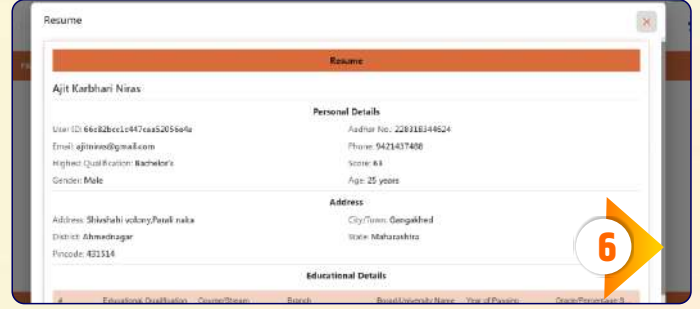 Resume
Resume
Ajit Karbhari Niras
Personal Details
User ID: Aadhar No.: 228318344624
Email: ajitniras@gmail.com Phone: 9421437488
Highest Qualification: Bachelor's Score: 63
Gender: Male Age: 25 years
Address
Address: Shivshahi volony,Parali naka City/Town: Gangakhed
District: Ahmednagar State: Maharashtra
Pincode: 431514
6
Educational Details
# Educational Qualification Course/Stream Branch Board/University Name Year of Passing